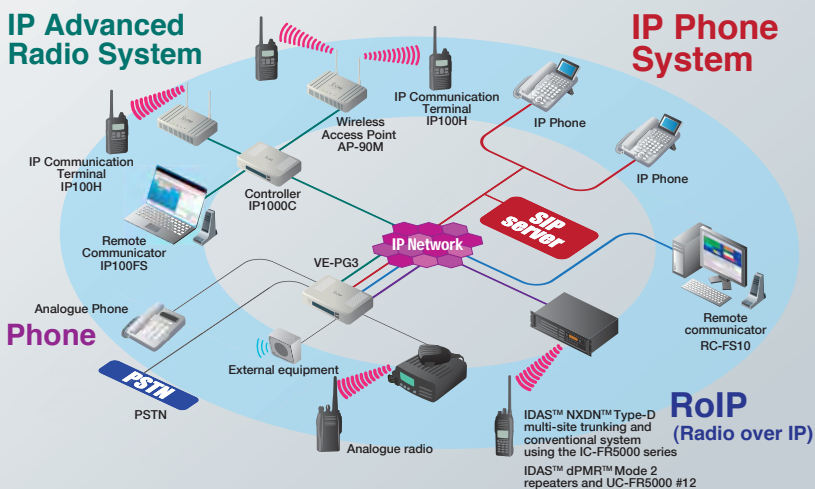 IP Advanced
Radio System
IP Phone
System
IP Communication
Terminal
IP100H
Wireless
Access Point
AP-90M
IP Phone
IP Phone
IP Communication
Terminal
IP100H
Controller
IP1000C
SIP
server
Remote
Communicator
IP100FS
IP Network
VE-PG3
Analogue Phone
Phone
Remote
communicator
RC-FS10
External equipment
PSTN
PSTN
Analogue radio
IDAS™ NXDN™ Type-D
multi-site trunking and
conventional system
using the IC-FR5000 series
IDAS™ dPMR™ Mode 2
repeaters and UC-FR5000 #12
RoIP
(Radio over IP)